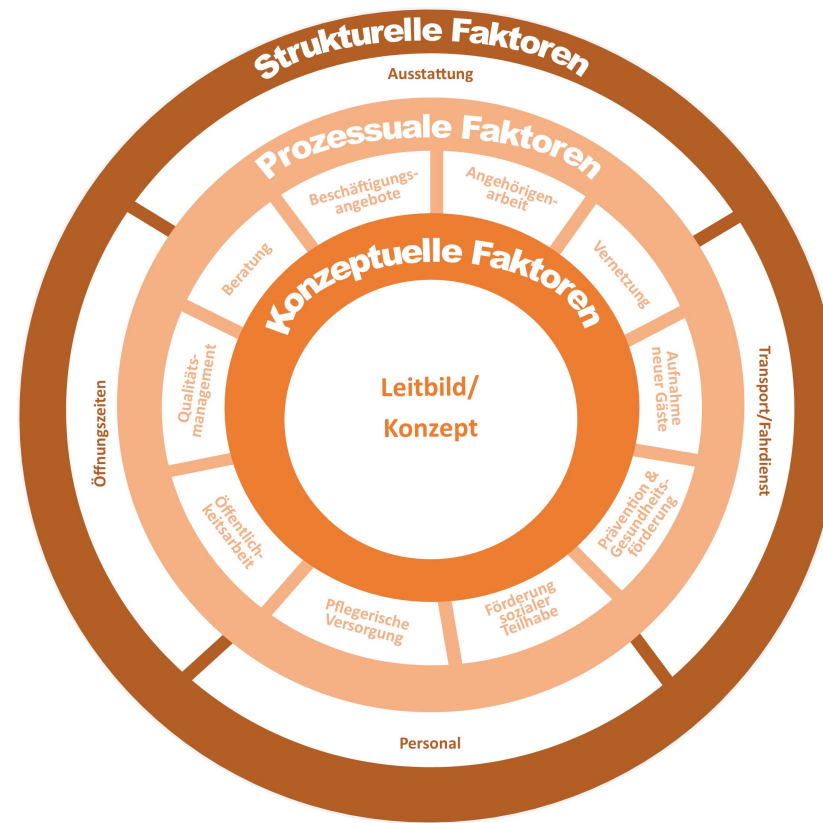 Strukturelle Faktoren
Ausstattung
Prozessuale Faktoren
Beschäftigungs-
angebote
Angehörigen-
arbeit
Beratung
Vernetzung
Konzeptuelle Faktoren
Qualitäts-
management
Aufnahme
neuer Gäste
Leitbild/
Konzept
Öffnungszeiten
Transport/Fahrdienst
Öffentlich-
keitsarbeit
Prävention &
Gesundheits-
förderung
Pflegerische
Versorgung
Förderung
sozialer
Teilhabe
Personal